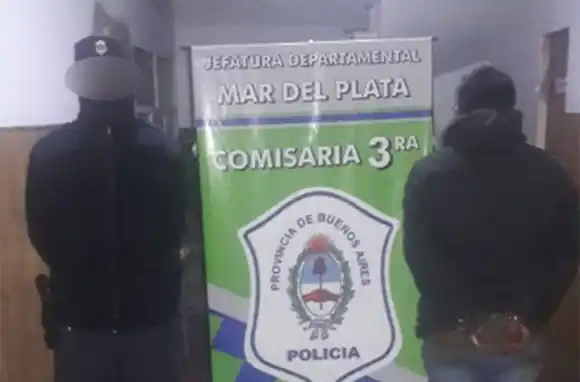 JEFATURA DEPARTAMENTAL
MAR DEL PLATA
COMISARIA 3RA
PROVINCIA DE BUENOS AIRES
POLICIA